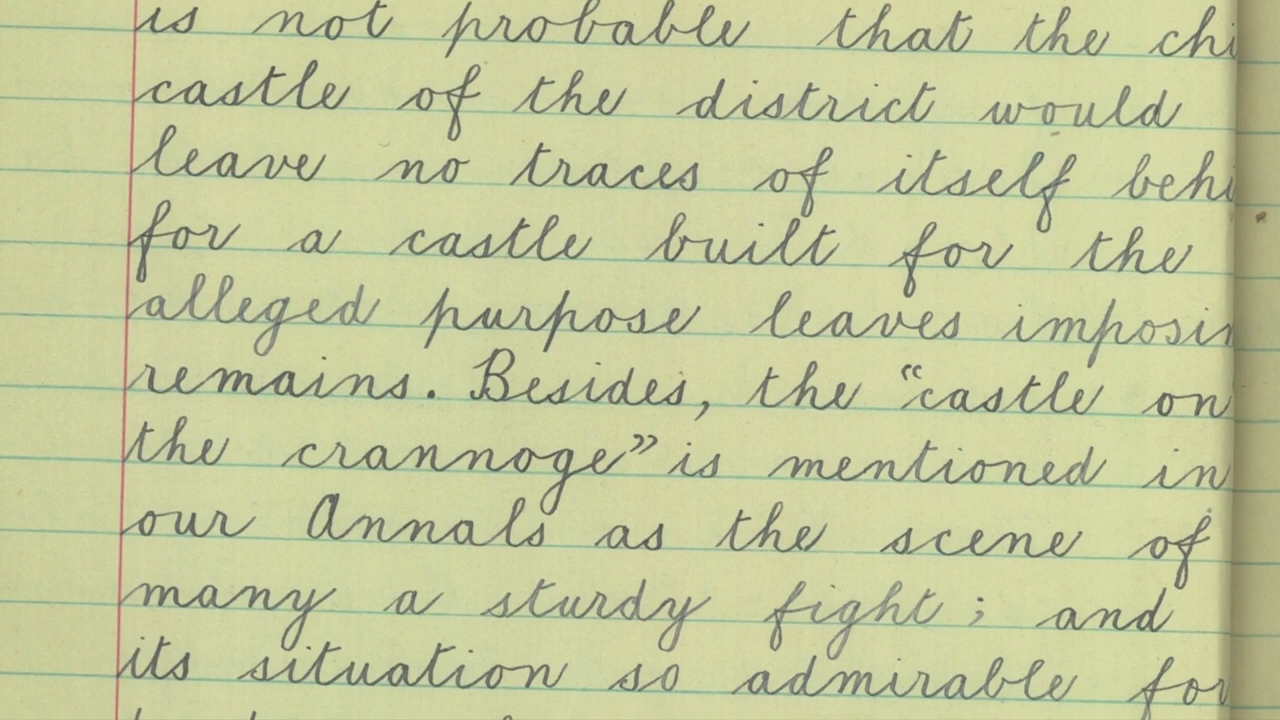 is not probable that the
castle of the district would
leave no traces of itself
for a castle built for the
alleged purpose leaves
remains. Besides, the “castle on
the crannoge” is mentioned in
our Annals as the scene of
many a sturdy fight ; and
its situation so admirable for